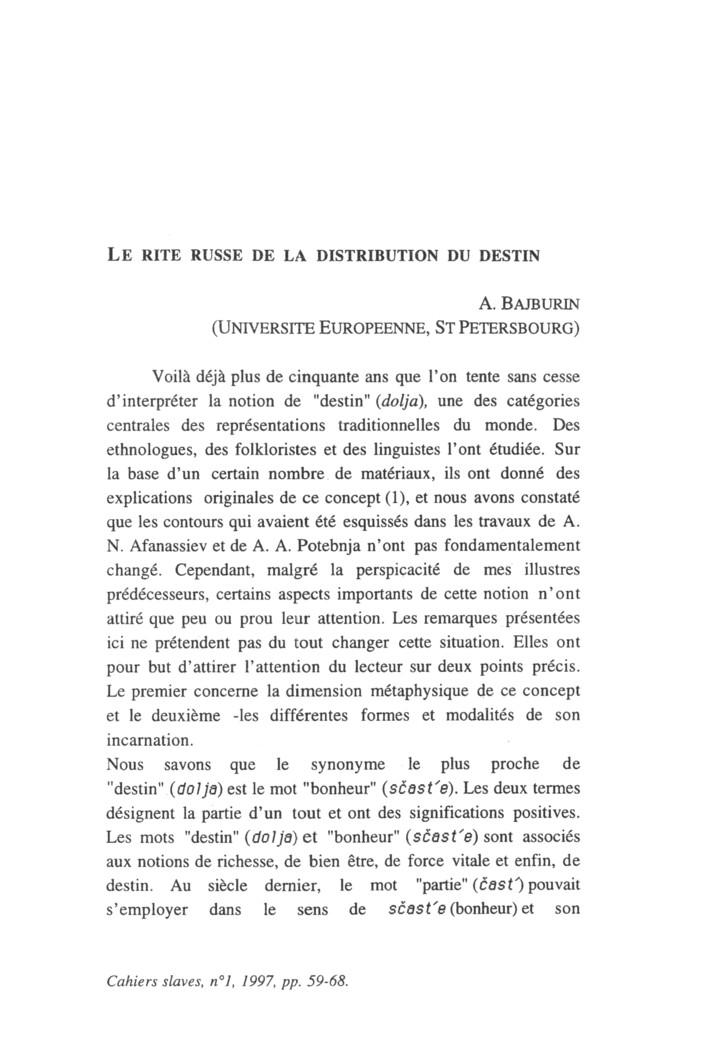 LE RITE RUSSE DE LA DISTRIBUTION DU DESTIN
A. BAJBURIN
(UNIVERSITE EUROPEENNE, ST PETERSBOURG)
Voilà déjà plus de cinquante ans que l'on tente sans cesse
d'interpréter la notion de "destin" (dolja), une des catégories
centrales des représentations traditionnelles du monde. Des
ethnologues, des folkloristes et des linguistes l'ont étudiée. Sur
la base d'un certain nombre de matériaux, ils ont donné des
explications originales de ce concept (1), et nous avons constaté
que les contours qui avaient été esquissés dans les travaux de A.
N. Afanassiev et de A. A. Potebnja n'ont pas fondamentalement
changé. Cependant, malgré la perspicacité de mes illustres
prédécesseurs, certains aspects importants de cette notion n'ont
attiré que peu ou prou leur attention. Les remarques présentées
ici ne prétendent pas du tout changer cette situation. Elles ont
pour but d'attirer l'attention du lecteur sur deux points précis.
Le premier concerne la dimension métaphysique de ce concept
et le deuxième -les différentes formes et modalités de son
incarnation.
Nous savons que le synonyme le plus proche de
"destin" (dolja) est le mot "bonheur" (sčast´e). Les deux termes
désignent la partie d'un tout et ont des significations positives.
Les mots "destin" (dolja) et "bonheur" (sčast´e) sont associés
aux notions de richesse, de bien être, de force vitale et enfin, de
destin. Au siècle dernier, le mot "partie" (čast´) pouvait
s'employer dans le sens de sčast´e (bonheur) et son
Cahiers slaves, n°1, 1997, pp. 59-68.